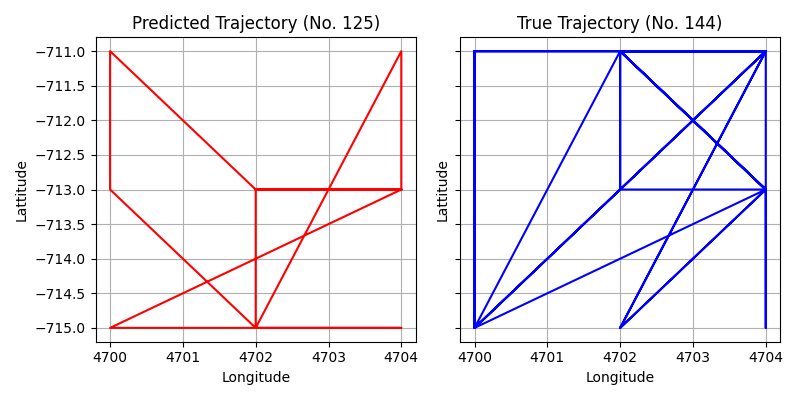 Predicted Trajectory (No. 125)
True Trajectory (No. 144)
−711.0
−711.5
−712.0
−712.5
−713.0
−713.5
−714.0
−714.5
−715.0
Lattitude
Lattitude
4700 4701 4702 4703 4704
4700 4701 4702 4703 4704
Longitude
Longitude